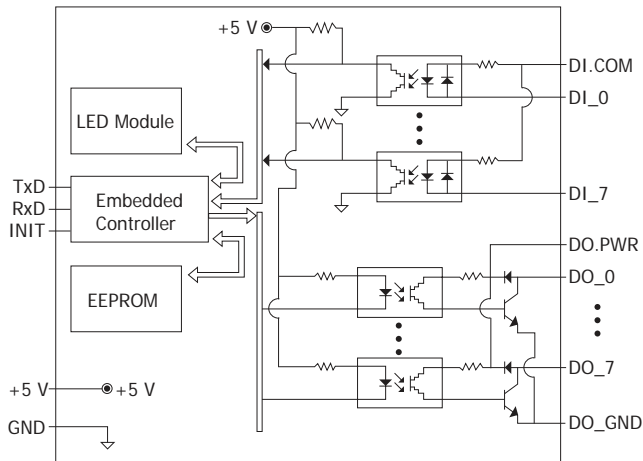 +5 V
DI.COM
LED Module
DI_0
TxD
RxD
INIT
Embedded
Controller
DI_7
DO.PWR
DO_0
EEPROM
DO_7
+5 V
+5 V
GND
DO_GND